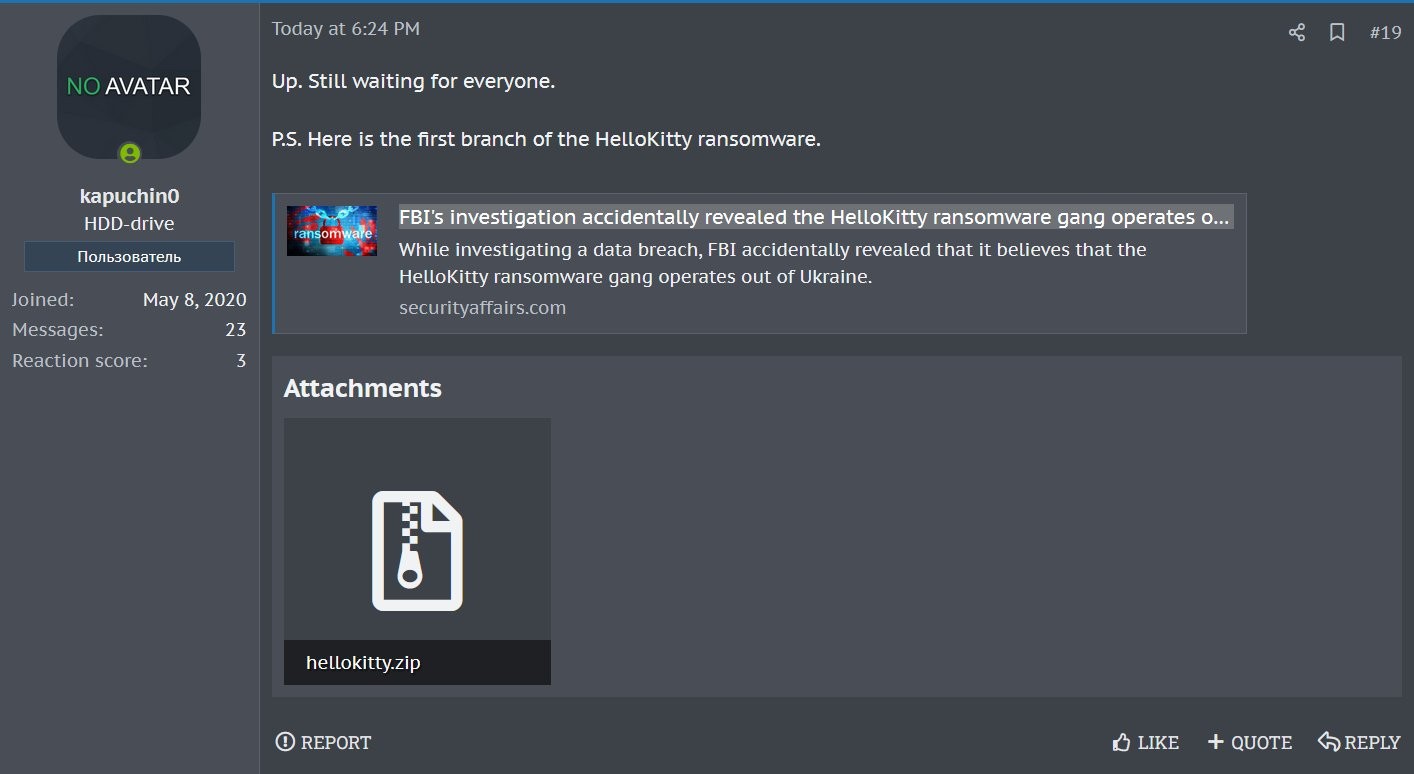 Today at 6:24 PM
#19
NO AVATAR
Up. Still waiting for everyone.
P.S. Here is the first branch of the HelloKitty ransomware.
kapuchin0
HDD-drive
Пользователь
Joined: May 8, 2020
Messages: 23
Reaction score: 3
ransomware
FBI's investigation accidentally revealed the HelloKitty ransomware gang operates o...
While investigating a data breach, FBI accidentally revealed that it believes that the
HelloKitty ransomware gang operates out of Ukraine.
securityaffairs.com
Attachments
hellokitty.zip
REPORT
LIKE
QUOTE
REPLY